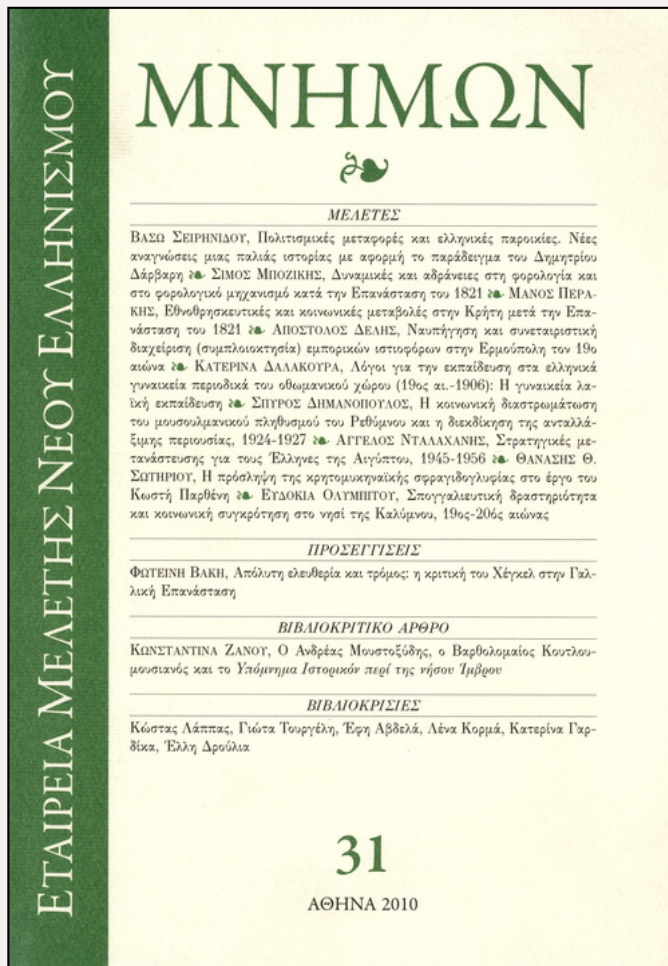 ΕΤΑΙΡΕΙΑ ΜΕΛΕΤΗΣ ΝΕΟΥ ΕΛΛΗΝΙΣΜΟΥ
ΜΝΗΜΩΝ
ΜΕΛΕΤΕΣ
ΒΑΣΩ ΣΕΙΡΗΝΙΔΟΥ, Πολιτισμικές μεταφορές και ελληνικές παροικίες. Νέες
αναγνώσεις μιας παλιάς ιστορίας με αφορμή το παράδειγμα του Δημητρίου
Δάρβαρη ΣΙΜΟΣ ΜΠΟΖΙΚΗΣ, Δυναμικές και αδράνειες στη φορολογία και
στο φορολογικό μηχανισμό κατά την Επανάσταση του 1821 ΜΑΝΟΣ ΠΕΡΑ-
ΚΗΣ, Εθνοθρησκευτικές και κοινωνικές μεταβολές στην Κρήτη μετά την Επα-
νάσταση του 1821 ΑΠΟΣΤΟΛΟΣ ΔΕΛΗΣ, Ναυπήγηση και συνεταιριστική
διαχείριση (συμπλοιοκτησία) εμπορικών ιστιοφόρων στην Ερμούπολη τον 19ο
αιώνα ΚΑΤΕΡΙΝΑ ΔΑΛΑΚΟΥΡΑ, Λόγοι για την εκπαίδευση στα ελληνικά
γυναικεία περιοδικά του οθωμανικού χώρου (19ος αι.-1906): Η γυναικεία λα-
ϊκή εκπαίδευση ΣΠΥΡΟΣ ΔΗΜΑΝΟΠΟΥΛΟΣ, Η κοινωνική διαστρωμάτωση
του μουσουλμανικού πληθυσμού του Ρεθύμνου και η διεκδίκηση της ανταλλά-
ξιμης περιουσίας, 1924-1927 ΑΓΓΕΛΟΣ ΝΤΑΛΑΧΑΝΗΣ, Στρατηγικές με-
τανάστευσης για τους Έλληνες της Αιγύπτου, 1945-1956 ΘΑΝΑΣΗΣ Θ.
ΣΩΤΗΡΙΟΥ, Η πρόσληψη της κρητομυκηναϊκής σφραγιδογλυφίας στο έργο του
Κωστή Παρθένη ΕΥΔΟΚΙΑ ΟΛΥΜΠΙΤΟΥ, Σπογγαλιευτική δραστηριότητα
και κοινωνική συγκρότηση στο νησί της Καλύμνου, 19ος-20ός αιώνας
ΠΡΟΣΕΓΓΙΣΕΙΣ
ΦΩΤΕΙΝΗ ΒΑΚΗ, Απόλυτη ελευθερία και τρόμος: η κριτική του Χέγκελ στην Γαλ-
λική Επανάσταση
ΒΙΒΛΙΟΚΡΙΤΙΚΟ ΑΡΘΡΟ
ΚΩΝΣΤΑΝΤΙΝΑ ΖΑΝΟΥ, Ο Ανδρέας Μουστοξύδης, ο Βαρθολομαίος Κουτλου-
μουσιανός και το Υπόμνημα Ιστορικόν περί της νήσου Ίμβρου
ΒΙΒΛΙΟΚΡΙΣΙΕΣ
Κώστας Λάππας, Γιώτα Τουργέλη, Έφη Αβδελά, Λένα Κορμά, Κατερίνα Γαρ-
δίκα, Έλλη Δρούλια
31
ΑΘΗΝΑ 2010